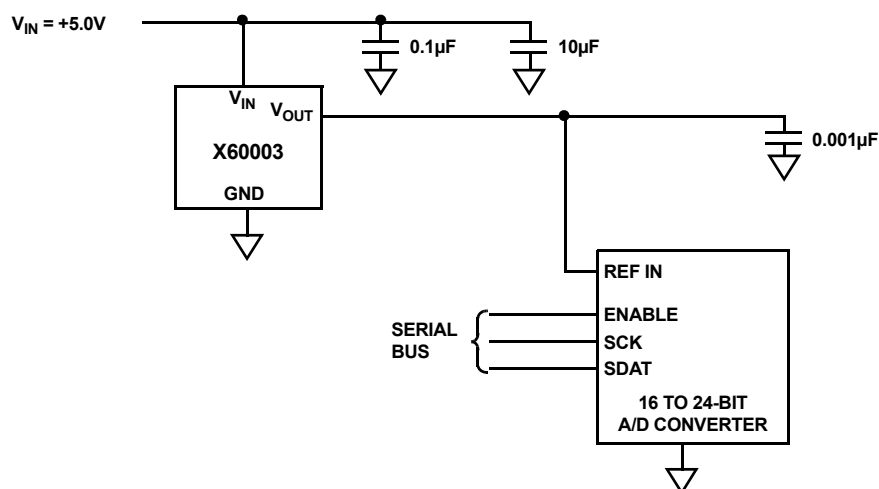 VIN = +5.0V
0.1µF
10µF
VIN
VOUT
X60003
GND
0.001µF
REF IN
ENABLE
SCK
SDAT
SERIAL
BUS
16 TO 24-BIT
A/D CONVERTER